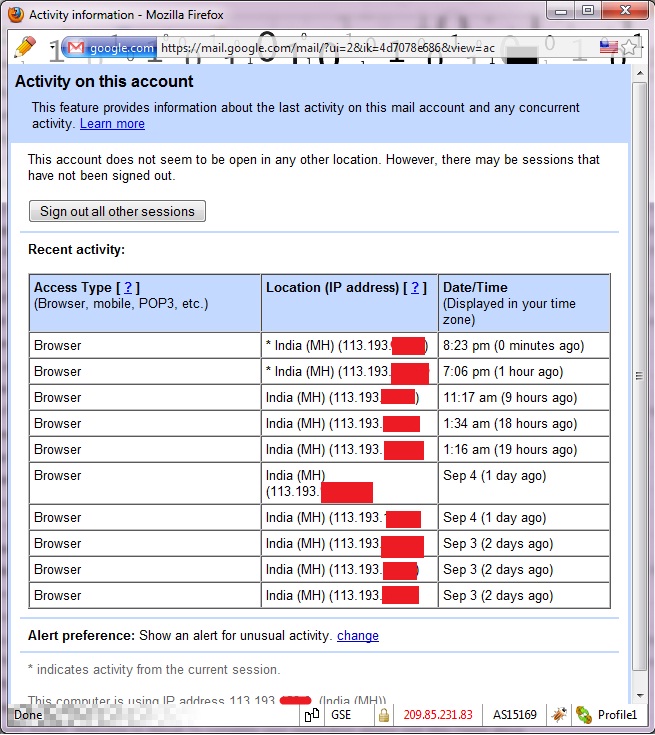 Activity information - Mozilla Firefox
google.com https://mail.google.com/mail/?ui=2&ik=4d7078e686&view=ac
Activity on this account
This feature provides information about the last activity on this mail account and any concurrent
activity. Learn more
This account does not seem to be open in any other location. However, there may be sessions that
have not been signed out.
Sign out all other sessions
Recent activity:
Access Type [ ? ] Location (IP address) [ ? ] Date/Time
(Browser, mobile, POP3, etc.) (Displayed in your time
zone)
Browser * India (MH) (113.193. ) 8:23 pm (0 minutes ago)
Browser * India (MH) (113.193. 7:06 pm (1 hour ago)
Browser India (MH) (113.193. ) 11:17 am (9 hours ago)
Browser India (MH) (113.193. 1:34 am (18 hours ago)
Browser India (MH) (113.193. 1:16 am (19 hours ago)
Browser India (MH) Sep 4 (1 day ago)
(113.193.
Browser India (MH) (113.193. Sep 4 (1 day ago)
Browser India (MH) (113.193. Sep 3 (2 days ago)
Browser India (MH) (113.193. ) Sep 3 (2 days ago)
Browser India (MH) (113.193. Sep 3 (2 days ago)
Alert preference: Show an alert for unusual activity. change
* indicates activity from the current session.
This computer is using IP address 113.193. (India (MH))
Done GSE 209.85.231.83 AS15169 Profile1